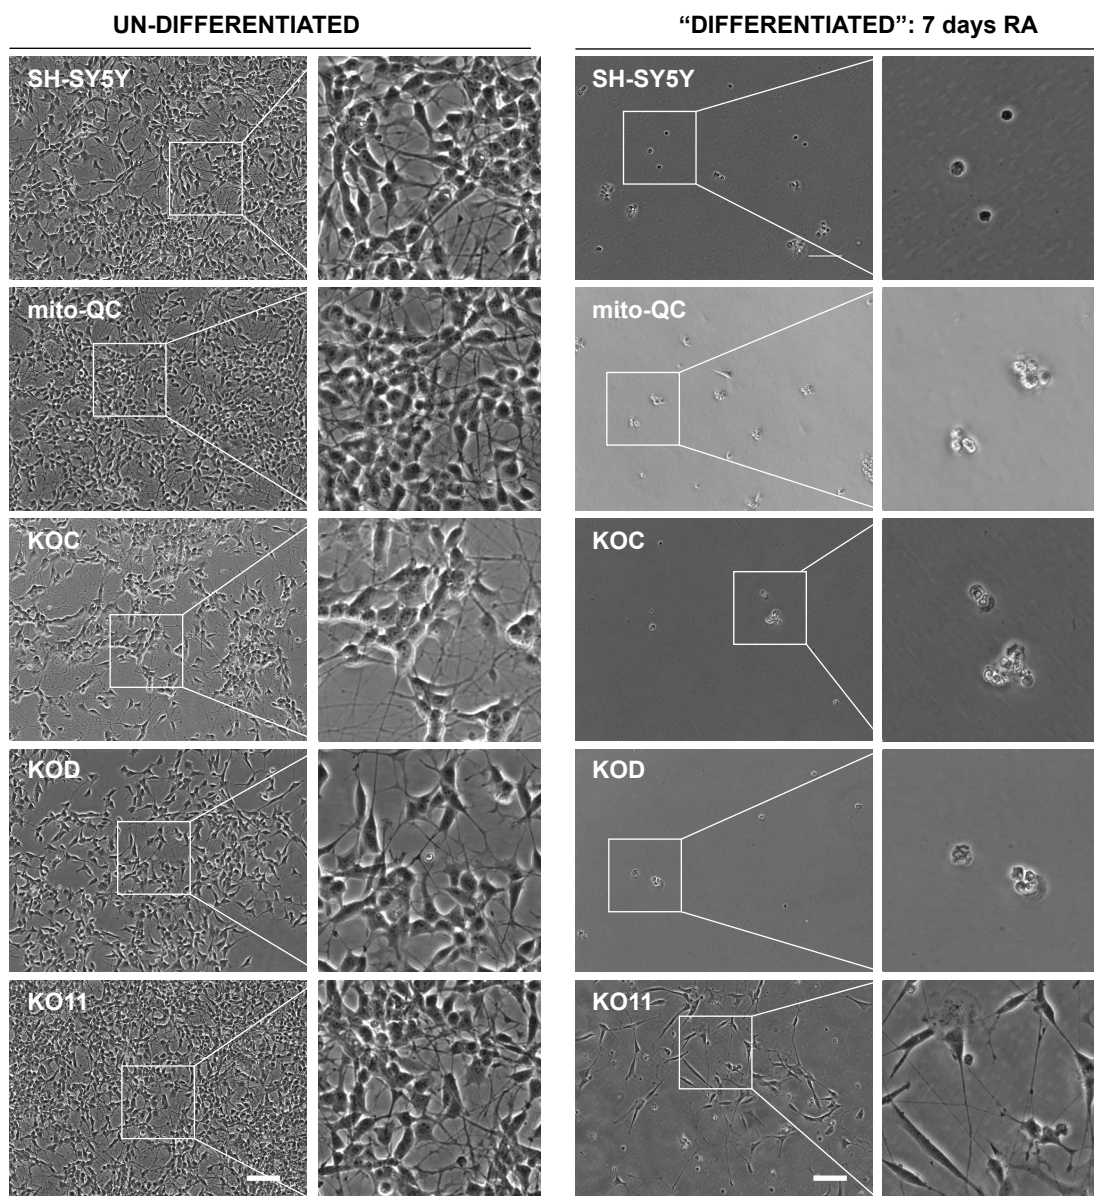 UN-DIFFERENTIATED
“DIFFERENTIATED”: 7 days RA
SH-SY5Y
SH-SY5Y
mito-QC
mito-QC
KOC
KOC
KOD
KOD
KO11
KO11